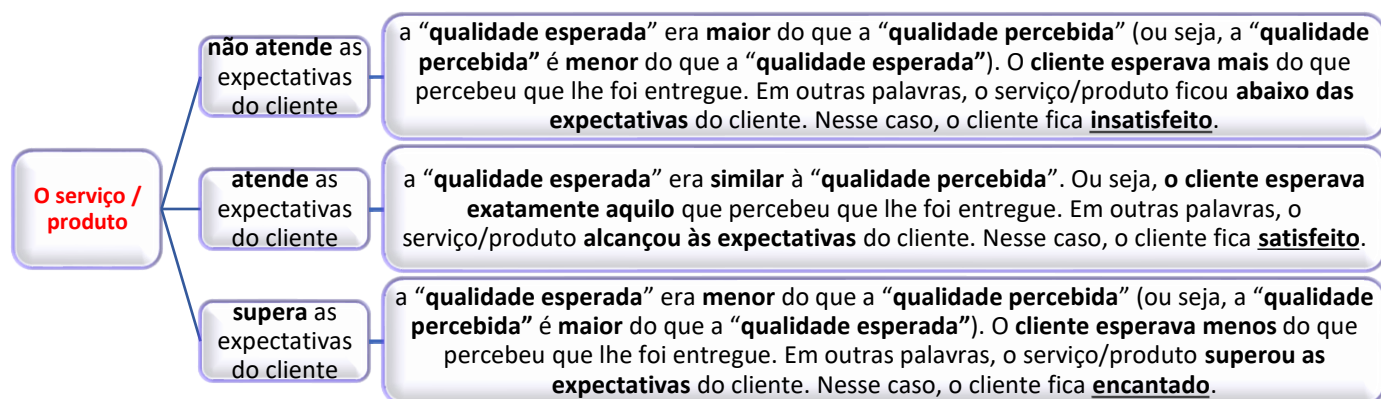 O serviço /
produto
não atende as
expectativas
do cliente
a “qualidade esperada” era maior do que a “qualidade percebida” (ou seja, a “qualidade
percebida” é menor do que a “qualidade esperada”). O cliente esperava mais do que
percebeu que lhe foi entregue. Em outras palavras, o serviço/produto ficou abaixo das
expectativas do cliente. Nesse caso, o cliente fica insatisfeito.
atende as
expectativas
do cliente
a “qualidade esperada” era similar à “qualidade percebida”. Ou seja, o cliente esperava
exatamente aquilo que percebeu que lhe foi entregue. Em outras palavras, o
serviço/produto alcançou às expectativas do cliente. Nesse caso, o cliente fica satisfeito.
supera as
expectativas
do cliente
a “qualidade esperada” era menor do que a “qualidade percebida” (ou seja, a “qualidade
percebida” é maior do que a “qualidade esperada”). O cliente esperava menos do que
percebeu que lhe foi entregue. Em outras palavras, o serviço/produto superou as
expectativas do cliente. Nesse caso, o cliente fica encantado.